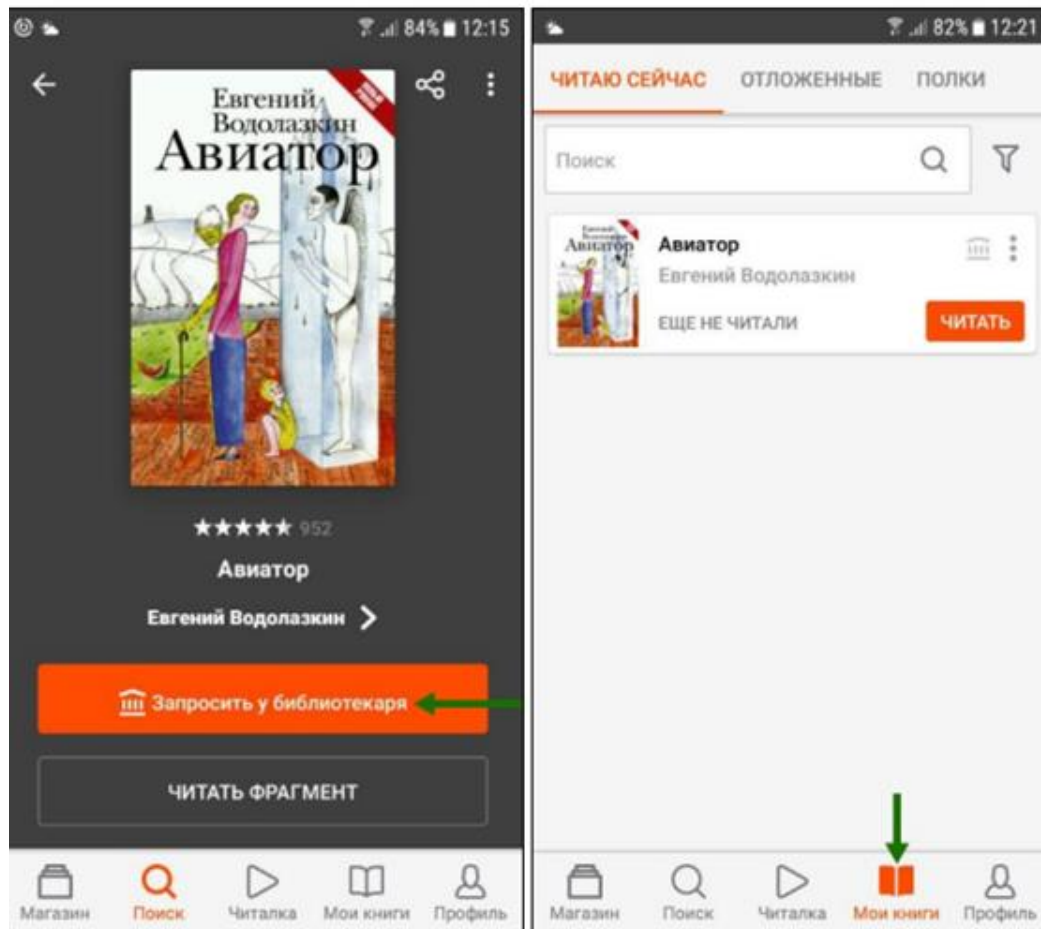 84% 12:15
Евгений
Водолазкин
Авиатор
952
Авиатор
Евгений Водолазкин
Запросить у библиотекаря
ЧИТАТЬ ФРАГМЕНТ
Магазин Поиск Читалка Мои книги Профиль
82% 12:21
ЧИТАЮ СЕЙЧАС ОТЛОЖЕННЫЕ ПОЛКИ
Поиск
Авиатор
Авиатор
Евгений Водолазкин
ЕЩЕ НЕ ЧИТАЛИ
ЧИТАТЬ
Магазин Поиск Читалка Мои книги Профиль